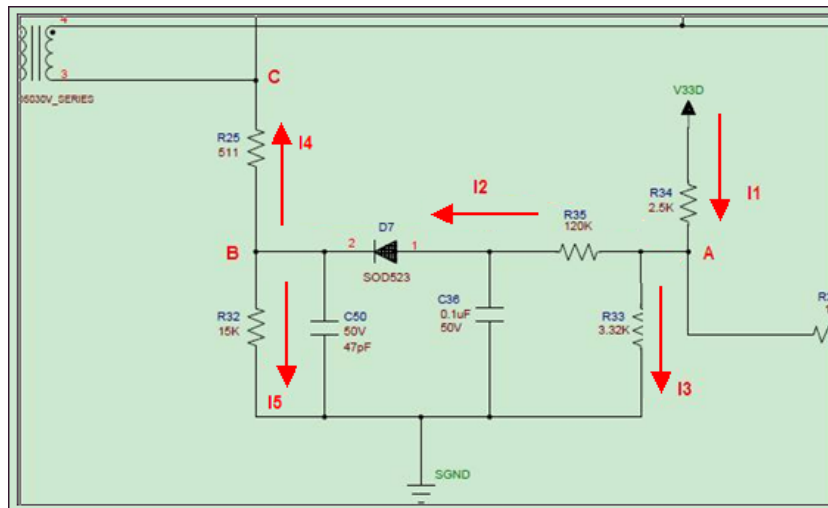 4
3
C
05030V_SERIES
V33D
R25
511
I4
R34
2.5K
I1
I2
R35
120K
D7
B
2
1
A
SOD523
R32
15K
C50
50V
47pF
C36
0.1uF
50V
R33
3.32K
I5
I3
SGND